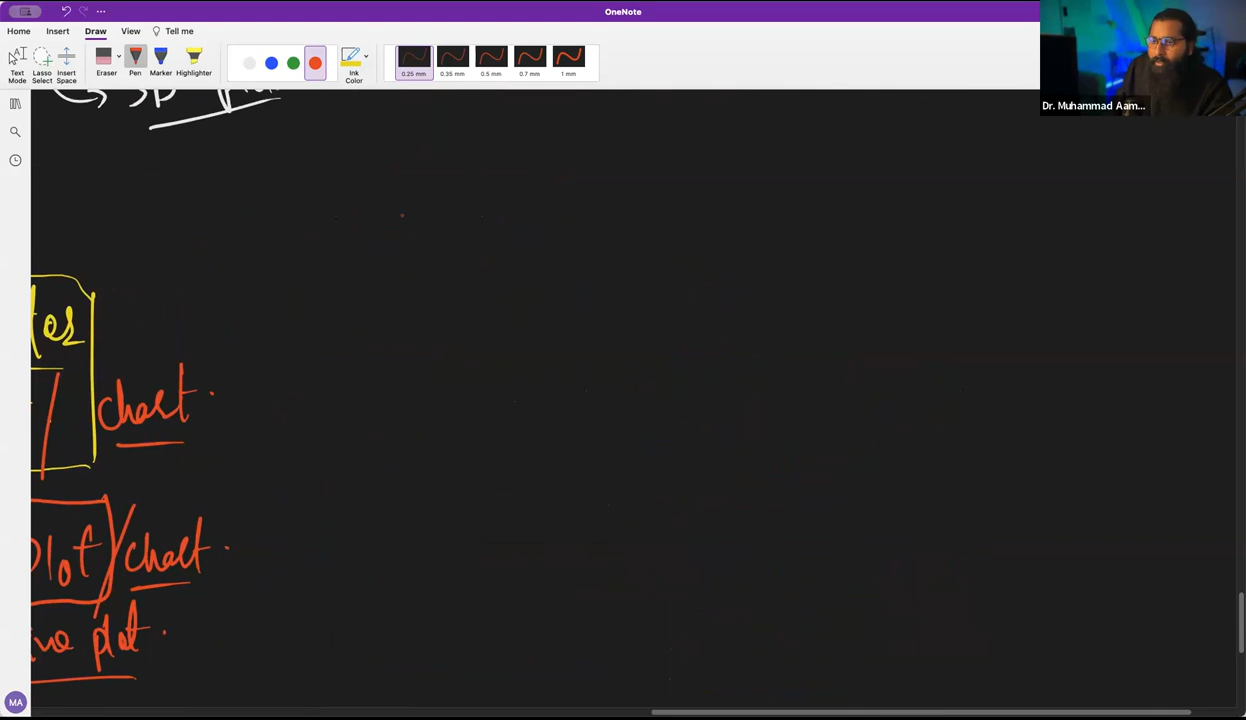 OneNote
Home Insert Draw View Tell me
Text Mode Lasso Select Insert Space Eraser Pen Marker Highlighter Ink Color 0.25 mm 0.35 mm 0.5 mm 0.7 mm 1 mm
Dr. Muhammad Aam...
chart.
plot/chart.
plot.
MA